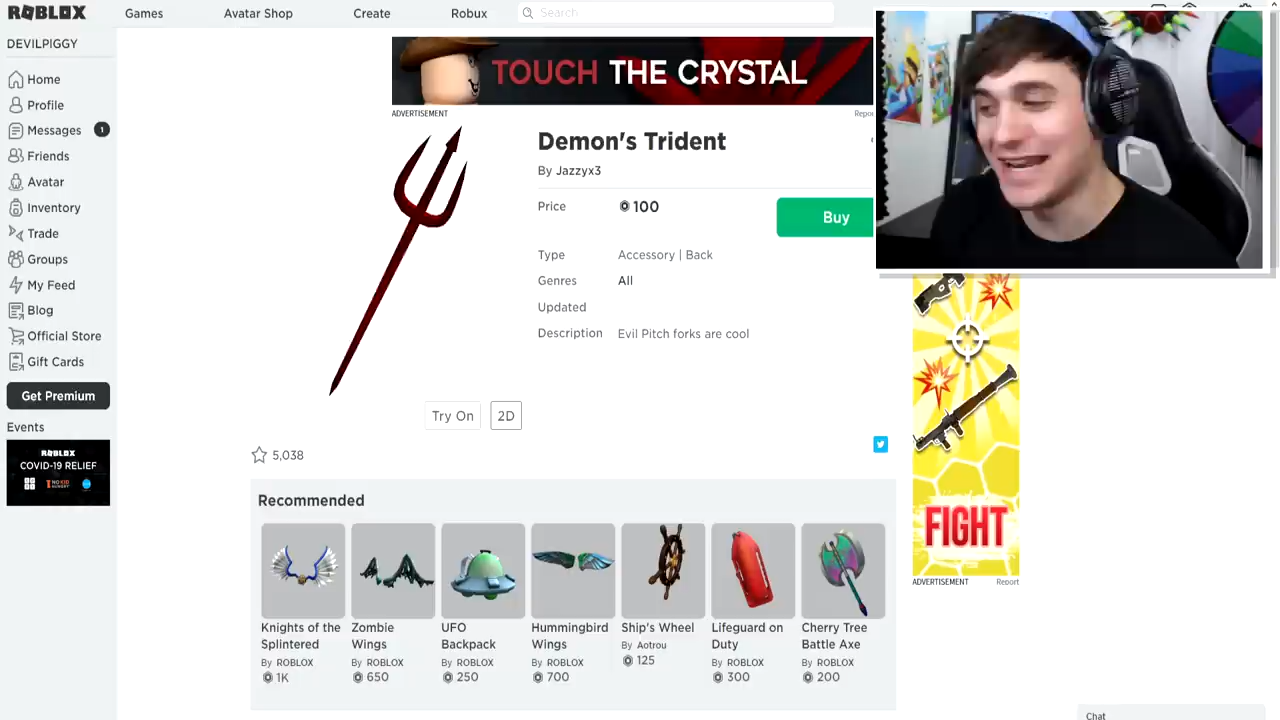 ROBLOX
Games
Avatar Shop
Create
Robux
Search
DEVILPIGGY
Home
Profile
Messages
1
Friends
Avatar
Inventory
Trade
Groups
My Feed
Blog
Official Store
Gift Cards
Get Premium
Events
ROBLOX
COVID-19 RELIEF
TOUCH THE CRYSTAL
ADVERTISEMENT
Demon's Trident
By Jazzyx3
Price
100
Buy
Type
Accessory | Back
Genres
All
Updated
Description
Evil Pitch forks are cool
Try On
2D
5,038
Recommended
Knights of the
Splintered
By ROBLOX
1K
Zombie
Wings
By ROBLOX
650
UFO
Backpack
By ROBLOX
250
Hummingbird
Wings
By ROBLOX
700
Ship's Wheel
By Aotrou
125
Lifeguard on
Duty
By ROBLOX
300
Cherry Tree
Battle Axe
By ROBLOX
200
FIGHT
ADVERTISEMENT
Report
Chat